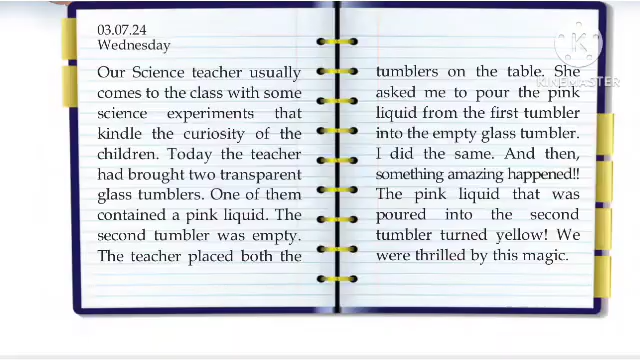 03.07.24
Wednesday
Our Science teacher usually
comes to the class with some
science experiments that
kindle the curiosity of the
children. Today the teacher
had brought two transparent
glass tumblers. One of them
contained a pink liquid. The
second tumbler was empty.
The teacher placed both the
tumblers on the table. She
asked me to pour the pink
liquid from the first tumbler
into the empty glass tumbler.
I did the same. And then,
something amazing happened!!
The pink liquid that was
poured into the second
tumbler turned yellow! We
were thrilled by this magic.
K
KINEMASTER